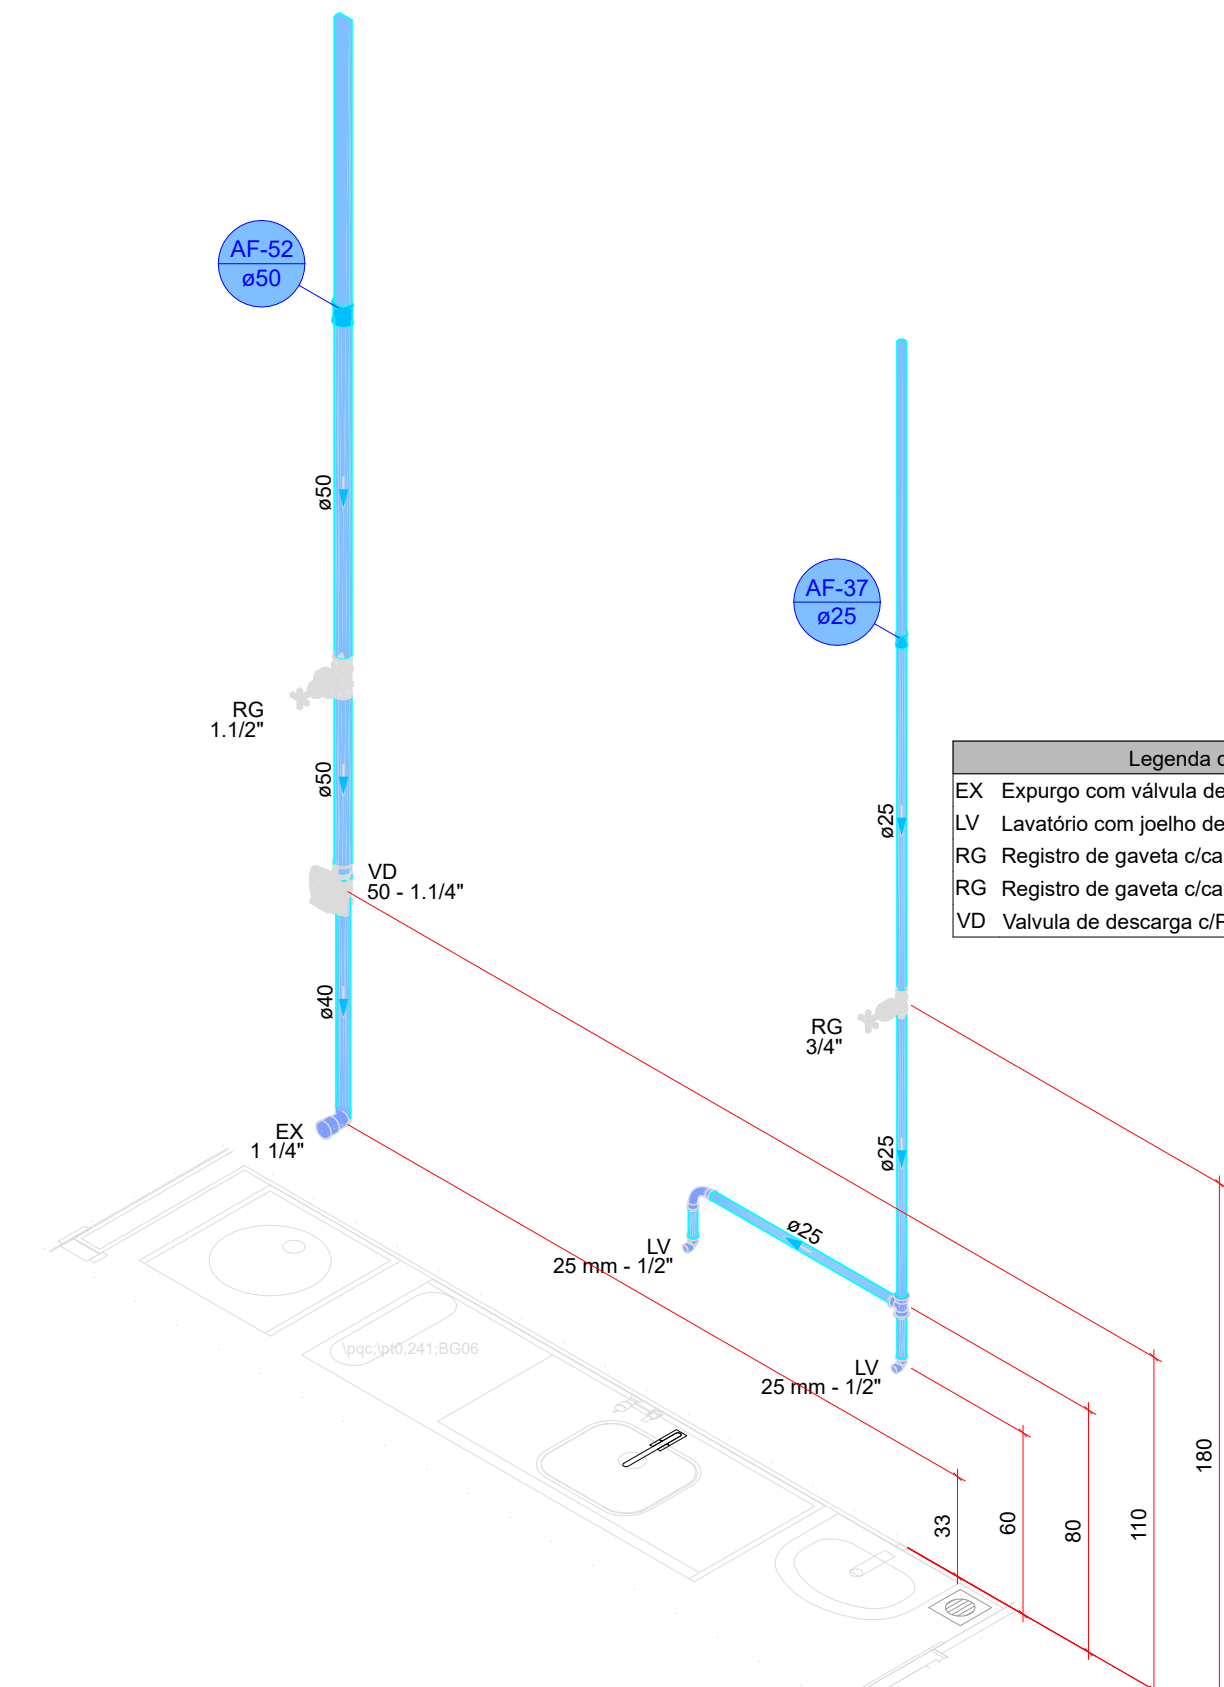 AF-52
ø50
ø50
AF-37
ø25
RG
1.1/2"
ø50
Legenda
EX Expurgo com válvula de
LV Lavatório com joelho de
RG Registro de gaveta c/ca
RG Registro de gaveta c/ca
VD Valvula de descarga c/
ø25
VD
50 - 1.1/4"
ø40
RG
3/4"
EX
1 1/4"
ø25
ø25
LV
25 mm - 1/2"
\pqc;\pt0,241;BG06
LV
25 mm - 1/2"
33
60
80
110
180